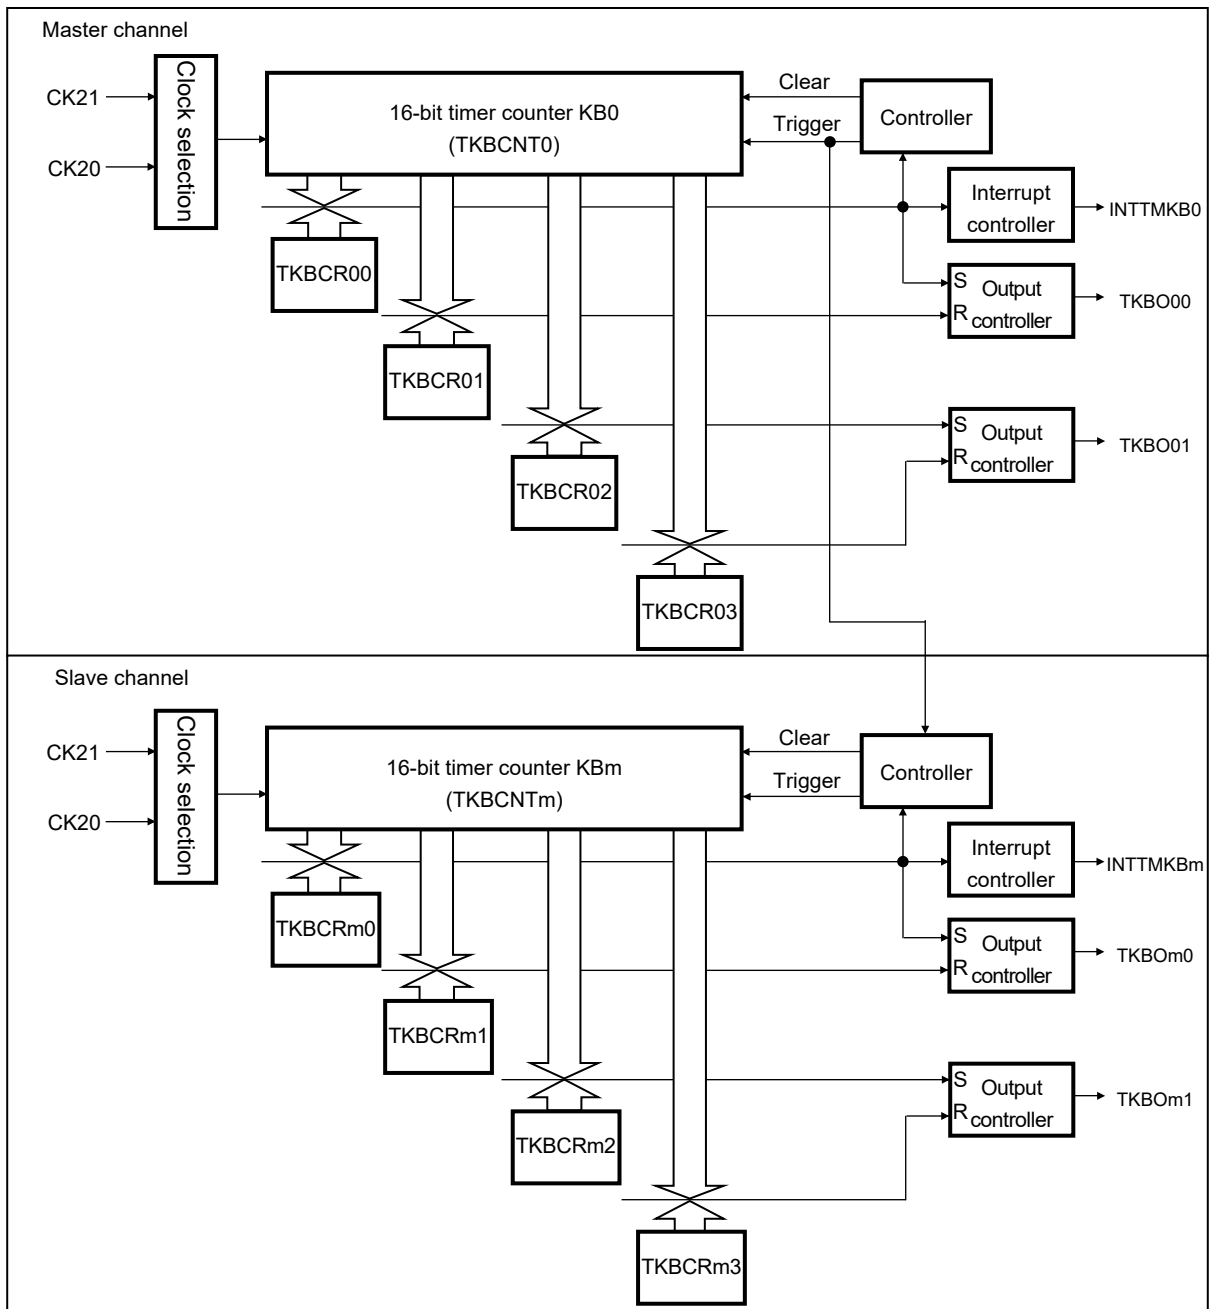 Master channel
CK21
CK20
Clock selection
16-bit timer counter KB0
(TKBCNT0)
Clear
Trigger
Controller
Interrupt
controller
INTTMKB0
TKBCR00
S
R
Output
controller
TKBO00
TKBCR01
S
R
Output
controller
TKBO01
TKBCR02
TKBCR03
Slave channel
CK21
CK20
Clock selection
16-bit timer counter KBm
(TKBCNTm)
Clear
Trigger
Controller
Interrupt
controller
INTTMKBm
TKBCRm0
S
R
Output
controller
TKBOm0
TKBCRm1
S
R
Output
controller
TKBOm1
TKBCRm2
TKBCRm3